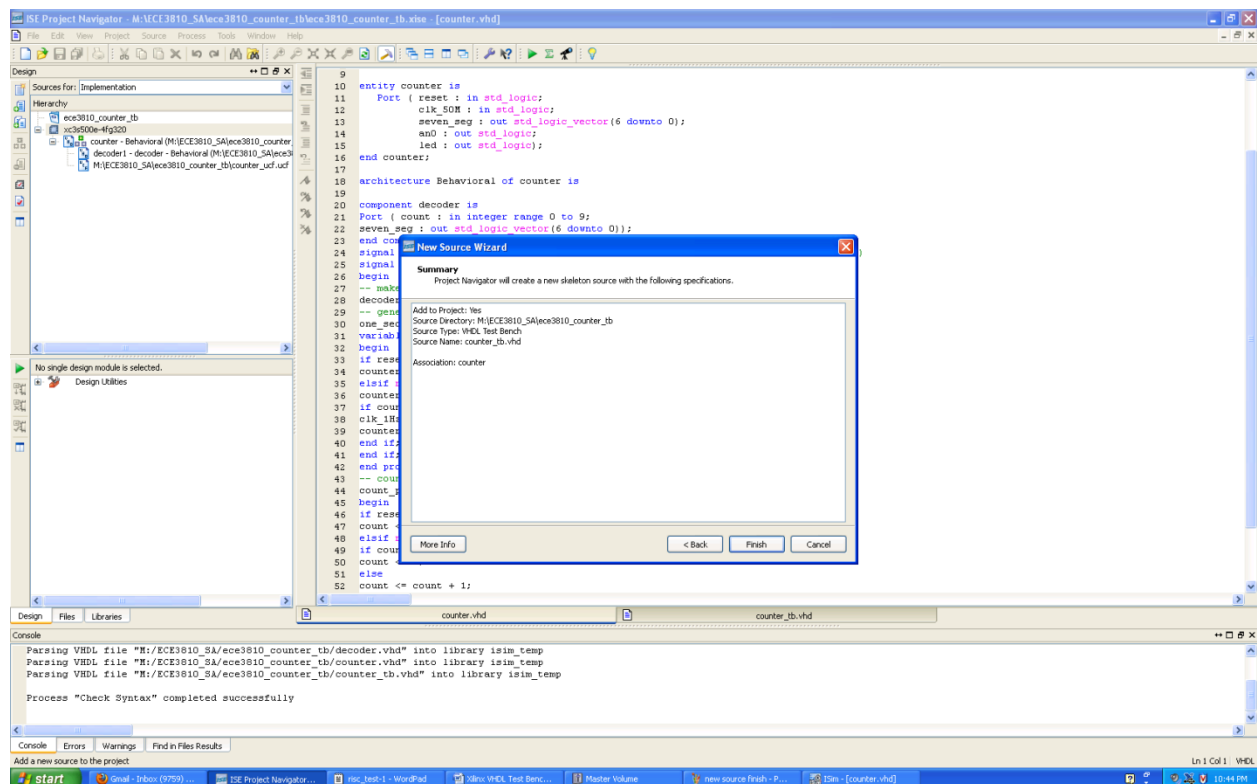 ISE Project Navigator - M:\ECE3810_SA\ece3810_counter_tb\ece3810_counter_tb.xise - [counter.vhd]
File Edit View Project Source Process Tools Window Help
Design
Sources for: Implementation
Hierarchy
ece3810_counter_tb
xc3s500e-4fg320
counter - Behavioral (M:\ECE3810_SA\ece3810_counter
decoder1 - decoder - Behavioral (M:\ECE3810_SA\ece3
M:\ECE3810_SA\ece3810_counter_tb\counter_ucf.ucf
No single design module is selected.
Design Utilities
Design Files Libraries
9
10 entity counter is
11 Port ( reset : in std_logic;
12 clk_50M : in std_logic;
13 seven_seg : out std_logic_vector(6 downto 0);
14 an0 : out std_logic;
15 led : out std_logic);
16 end counter;
17
18 architecture Behavioral of counter is
19
20 component decoder is
21 Port ( count : in integer range 0 to 9;
22 seven_seg : out std_logic_vector(6 downto 0));
23 end com
24 signal )
25 signal
26 begin
27 -- make
28 decoder
29 -- gene
30 one_sec
31 variabl
32 begin
33 if rese
34 counter
35 elsif
36 counter
37 if coun
38 clk_1Hz
39 counter
40 end if;
41 end if;
42 end pro
43 -- coun
44 count_p
45 begin
46 if rese
47 count <
48 elsif
49 if coun
50 count <
51 else
52 count <= count + 1;
New Source Wizard
Summary
Project Navigator will create a new skeleton source with the following specifications.
Add to Project: Yes
Source Directory: M:\ECE3810_SA\ece3810_counter_tb
Source Type: VHDL Test Bench
Source Name: counter_tb.vhd
Association: counter
More Info < Back Finish Cancel
counter.vhd counter_tb.vhd
Console
Parsing VHDL file "M:/ECE3810_SA/ece3810_counter_tb/decoder.vhd" into library isim_temp
Parsing VHDL file "M:/ECE3810_SA/ece3810_counter_tb/counter.vhd" into library isim_temp
Parsing VHDL file "M:/ECE3810_SA/ece3810_counter_tb/counter_tb.vhd" into library isim_temp
Process "Check Syntax" completed successfully
Console Errors Warnings Find in Files Results
Add a new source to the project
Ln 1 Col 1 VHDL
start Gmail - Inbox (9759) ... ISE Project Navigator... risc_test-1 - WordPad Xilinx VHDL Test Benc... Master Volume new source finish - P... ISim - [counter.vhd] 10:44 PM